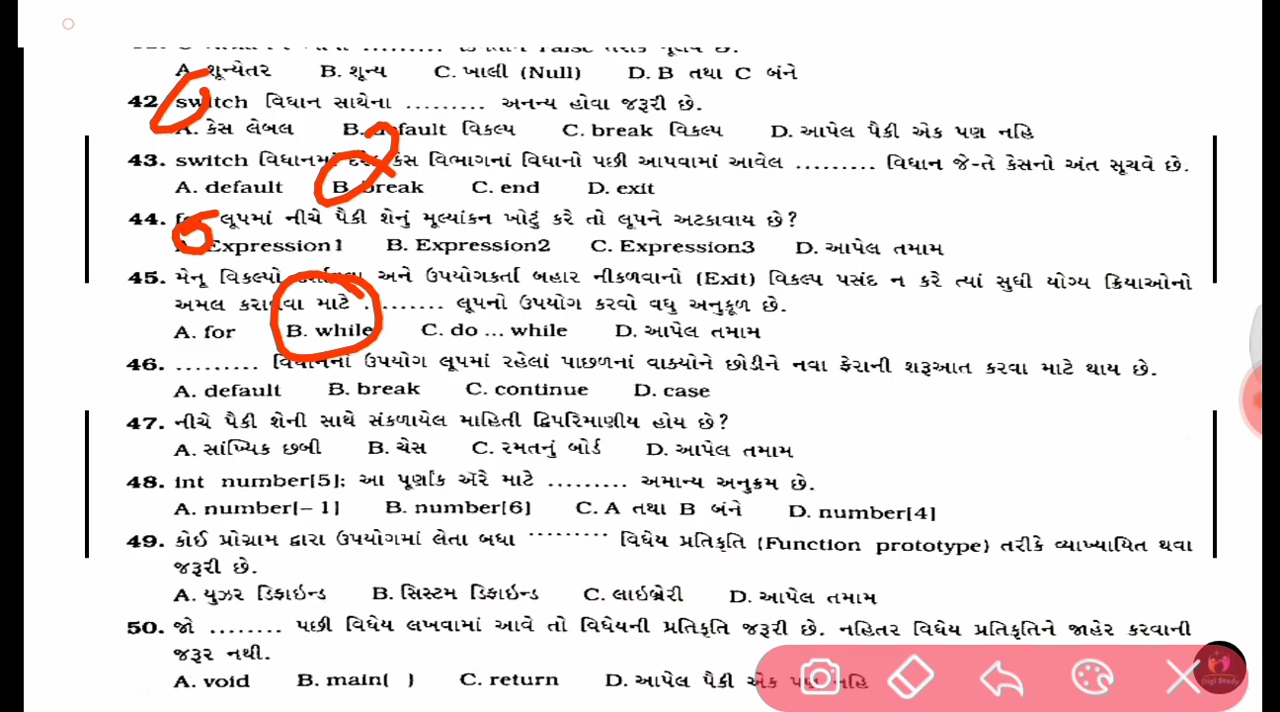 False
A. શૂન્યેતર B. શૂન્ય C. ખાલી (Null) D. B તથા C બંને
42. switch વિધાન સાથેના ......... અનન્ય હોવા જરૂરી છે.
A. કેસ લેબલ B. default વિકલ્પ C. break વિકલ્પ D. આપેલ પૈકી એક પણ નહિ
43. switch વિધાનમાં દરેક કેસ વિભાગનાં વિધાનો પછી આપવામાં આવેલ ......... વિધાન જે-તે કેસનો અંત સૂચવે છે.
A. default B. break C. end D. exit
44. લૂપમાં નીચે પૈકી શેનું મૂલ્યાંકન ખોટું કરે તો લૂપને અટકાવાય છે?
A. Expression1 B. Expression2 C. Expression3 D. આપેલ તમામ
45. મેનૂ વિકલ્પો અને ઉપયોગકર્તા બહાર નીકળવાનો (Exit) વિકલ્પ પસંદ ન કરે ત્યાં સુધી યોગ્ય ક્રિયાઓનો
અમલ કરાવવા માટે ......... લૂપનો ઉપયોગ કરવો વધુ અનુકૂળ છે.
A. for B. while C. do ... while D. આપેલ તમામ
46. ......... વિધાનનો ઉપયોગ લૂપમાં રહેલાં પાછળનાં વાક્યોને છોડીને નવા ફેરાની શરૂઆત કરવા માટે થાય છે.
A. default B. break C. continue D. case
47. નીચે પૈકી શેની સાથે સંકળાયેલ માહિતી દ્વિપરિમાણીય હોય છે?
A. સાંખ્યિક છબી B. ચેસ C. રમતનું બોર્ડ D. આપેલ તમામ
48. int number[5]; આ પૂર્ણાંક ઍરે માટે ......... અમાન્ય અનુક્રમ છે.
A. number[– 1] B. number[6] C. A તથા B બંને D. number[4]
49. કોઈ પ્રોગ્રામ દ્વારા ઉપયોગમાં લેતા બધા ......... વિધેય પ્રતિકૃતિ (Function prototype) તરીકે વ્યાખ્યાયિત થવા
જરૂરી છે.
A. યુઝર ડિફાઇન્ડ B. સિસ્ટમ ડિફાઇન્ડ C. લાઇબ્રેરી D. આપેલ તમામ
50. જો ........ પછી વિધેય લખવામાં આવે તો વિધેયની પ્રતિકૃતિ જરૂરી છે. નહિતર વિધેય પ્રતિકૃતિને જાહેર કરવાની
જરૂર નથી.
A. void B. main( ) C. return D. આપેલ પૈકી એક પણ નહિ
Digi Study